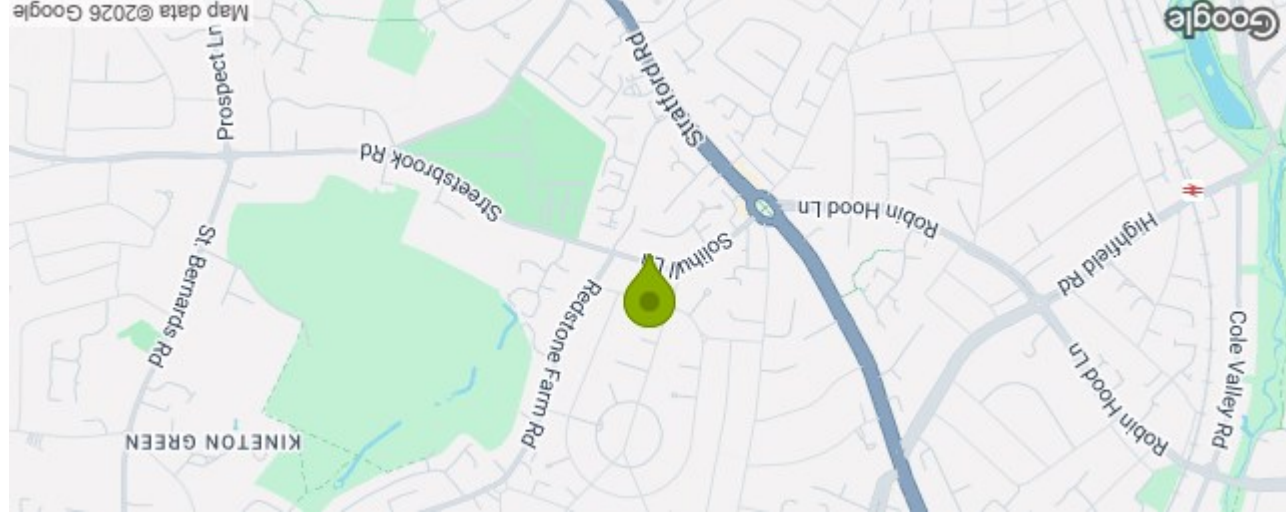 KINETON GREEN
Cole Valley Rd
Robin Hood Ln
Redstone Farm Rd
St. Bernards Rd
Highfield Rd
Solihull Ln
Robin Hood Ln
Streetsbrook Rd
Stratford Rd
Prospect Ln
Google
Map data ©2026 Google